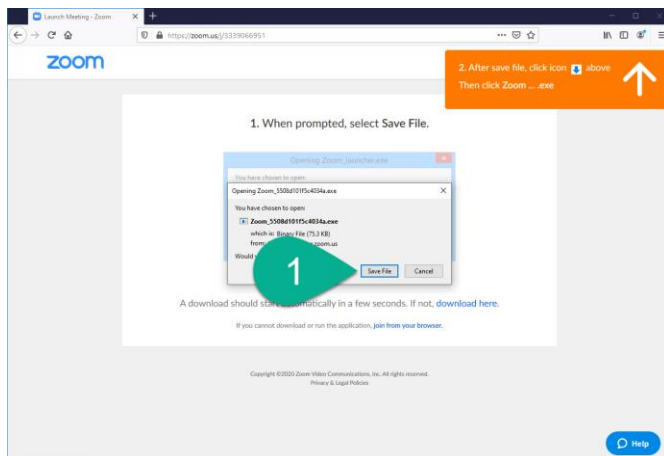 Launch Meeting - Zoom
https://zoom.us/j/3339066951
zoom
2. After save file, click icon above
Then click Zoom ... .exe
1. When prompted, select Save File.
Opening Zoom_launcher.exe
You have chosen to open:
Opening Zoom_5508d101f5c4034a.exe
You have chosen to open:
Zoom_5508d101f5c4034a.exe
which is: Binary File (75.3 KB)
from: zoom.us
Would
1
Save File
Cancel
A download should start automatically in a few seconds. If not, download here.
If you cannot download or run the application, join from your browser.
Copyright ©2020 Zoom Video Communications, Inc. All rights reserved.
Privacy & Legal Policies
Help